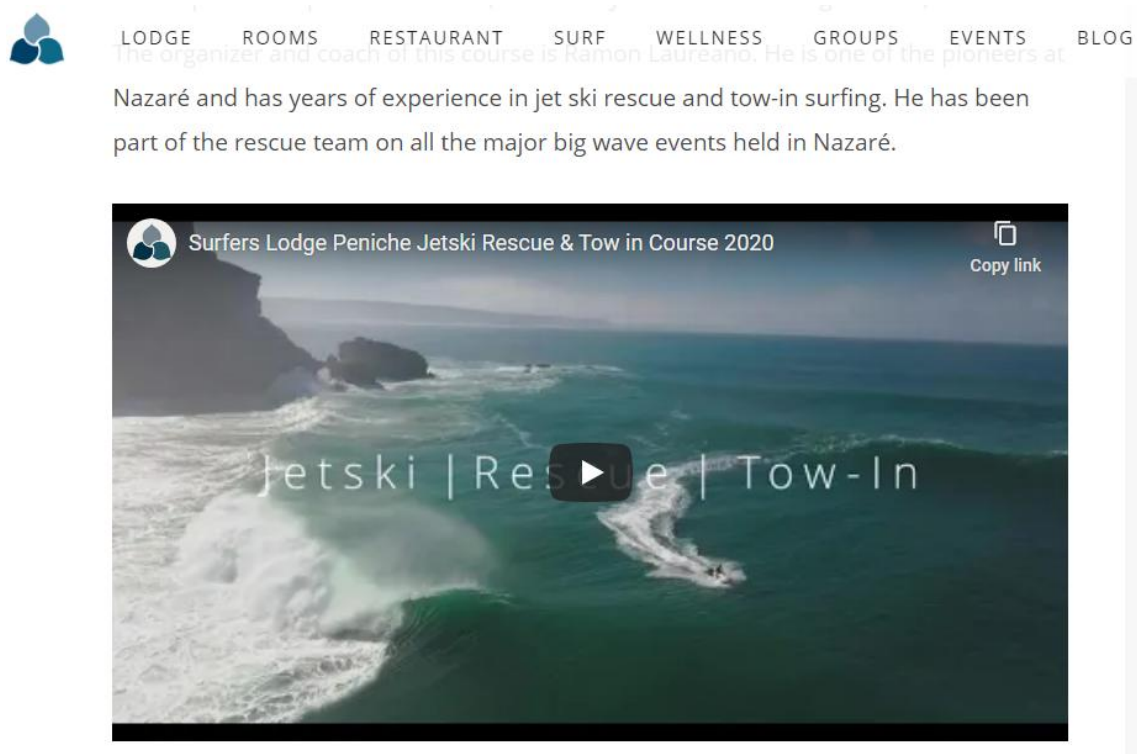 LODGE ROOMS RESTAURANT SURF WELLNESS GROUPS EVENTS BLOG
The organizer and coach of this course is Ramon Laureano. He is one of the pioneers at
Nazaré and has years of experience in jet ski rescue and tow-in surfing. He has been
part of the rescue team on all the major big wave events held in Nazaré.
Surfers Lodge Peniche Jetski Rescue & Tow in Course 2020
Copy link
Jetski | Rescue | Tow-In